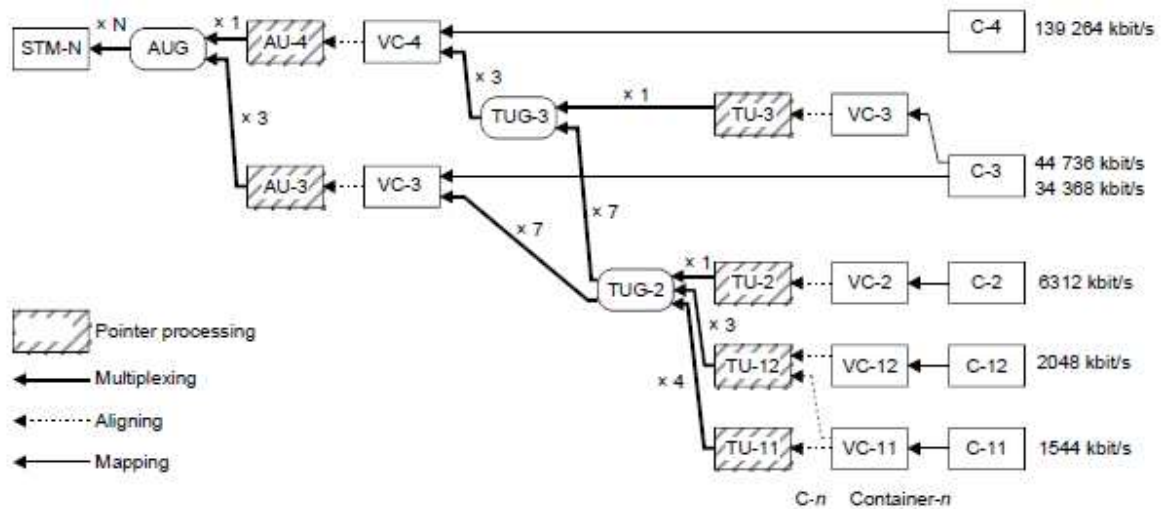 × N
× 1
STM-N
AUG
AU-4
VC-4
C-4
139 264 kbit/s
× 3
× 1
TUG-3
TU-3
VC-3
× 3
C-3
44 736 kbit/s
34 368 kbit/s
AU-3
VC-3
× 7
× 7
× 1
TUG-2
TU-2
VC-2
C-2
6312 kbit/s
Pointer processing
× 3
TU-12
VC-12
C-12
2048 kbit/s
Multiplexing
× 4
Aligning
TU-11
VC-11
C-11
1544 kbit/s
Mapping
C-n Container-n